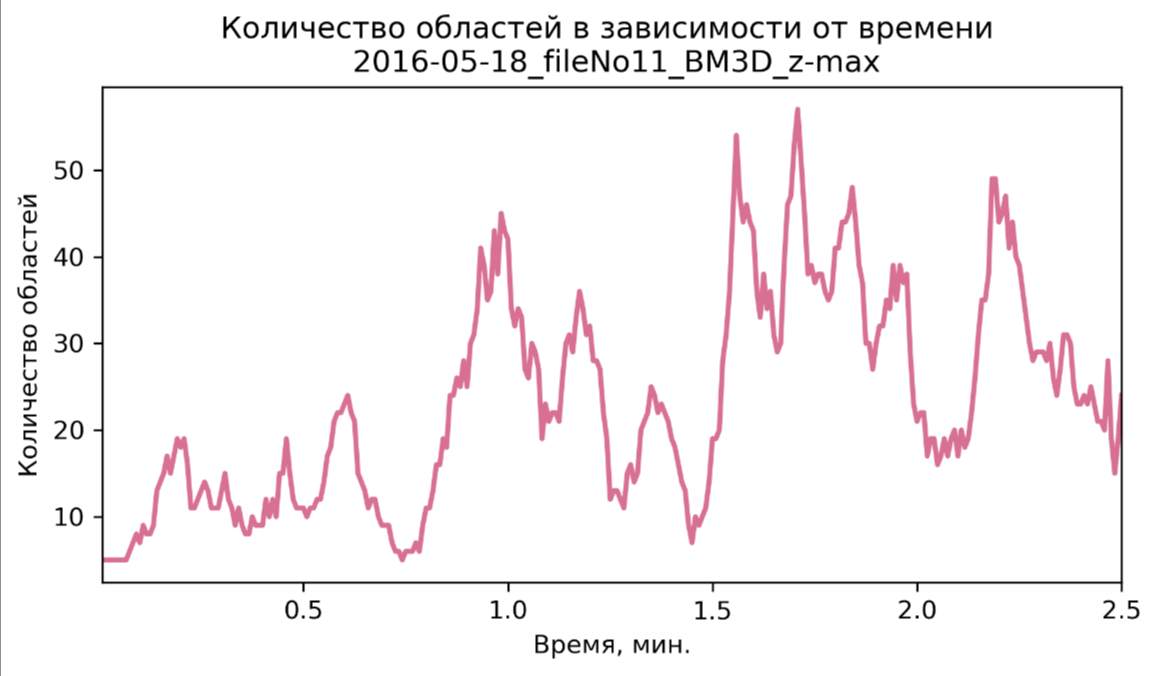 Количество областей в зависимости от времени
2016-05-18_fileNo11_BM3D_z-max
Количество областей
50
40
30
20
10
0.5 1.0 1.5 2.0 2.5
Время, мин.